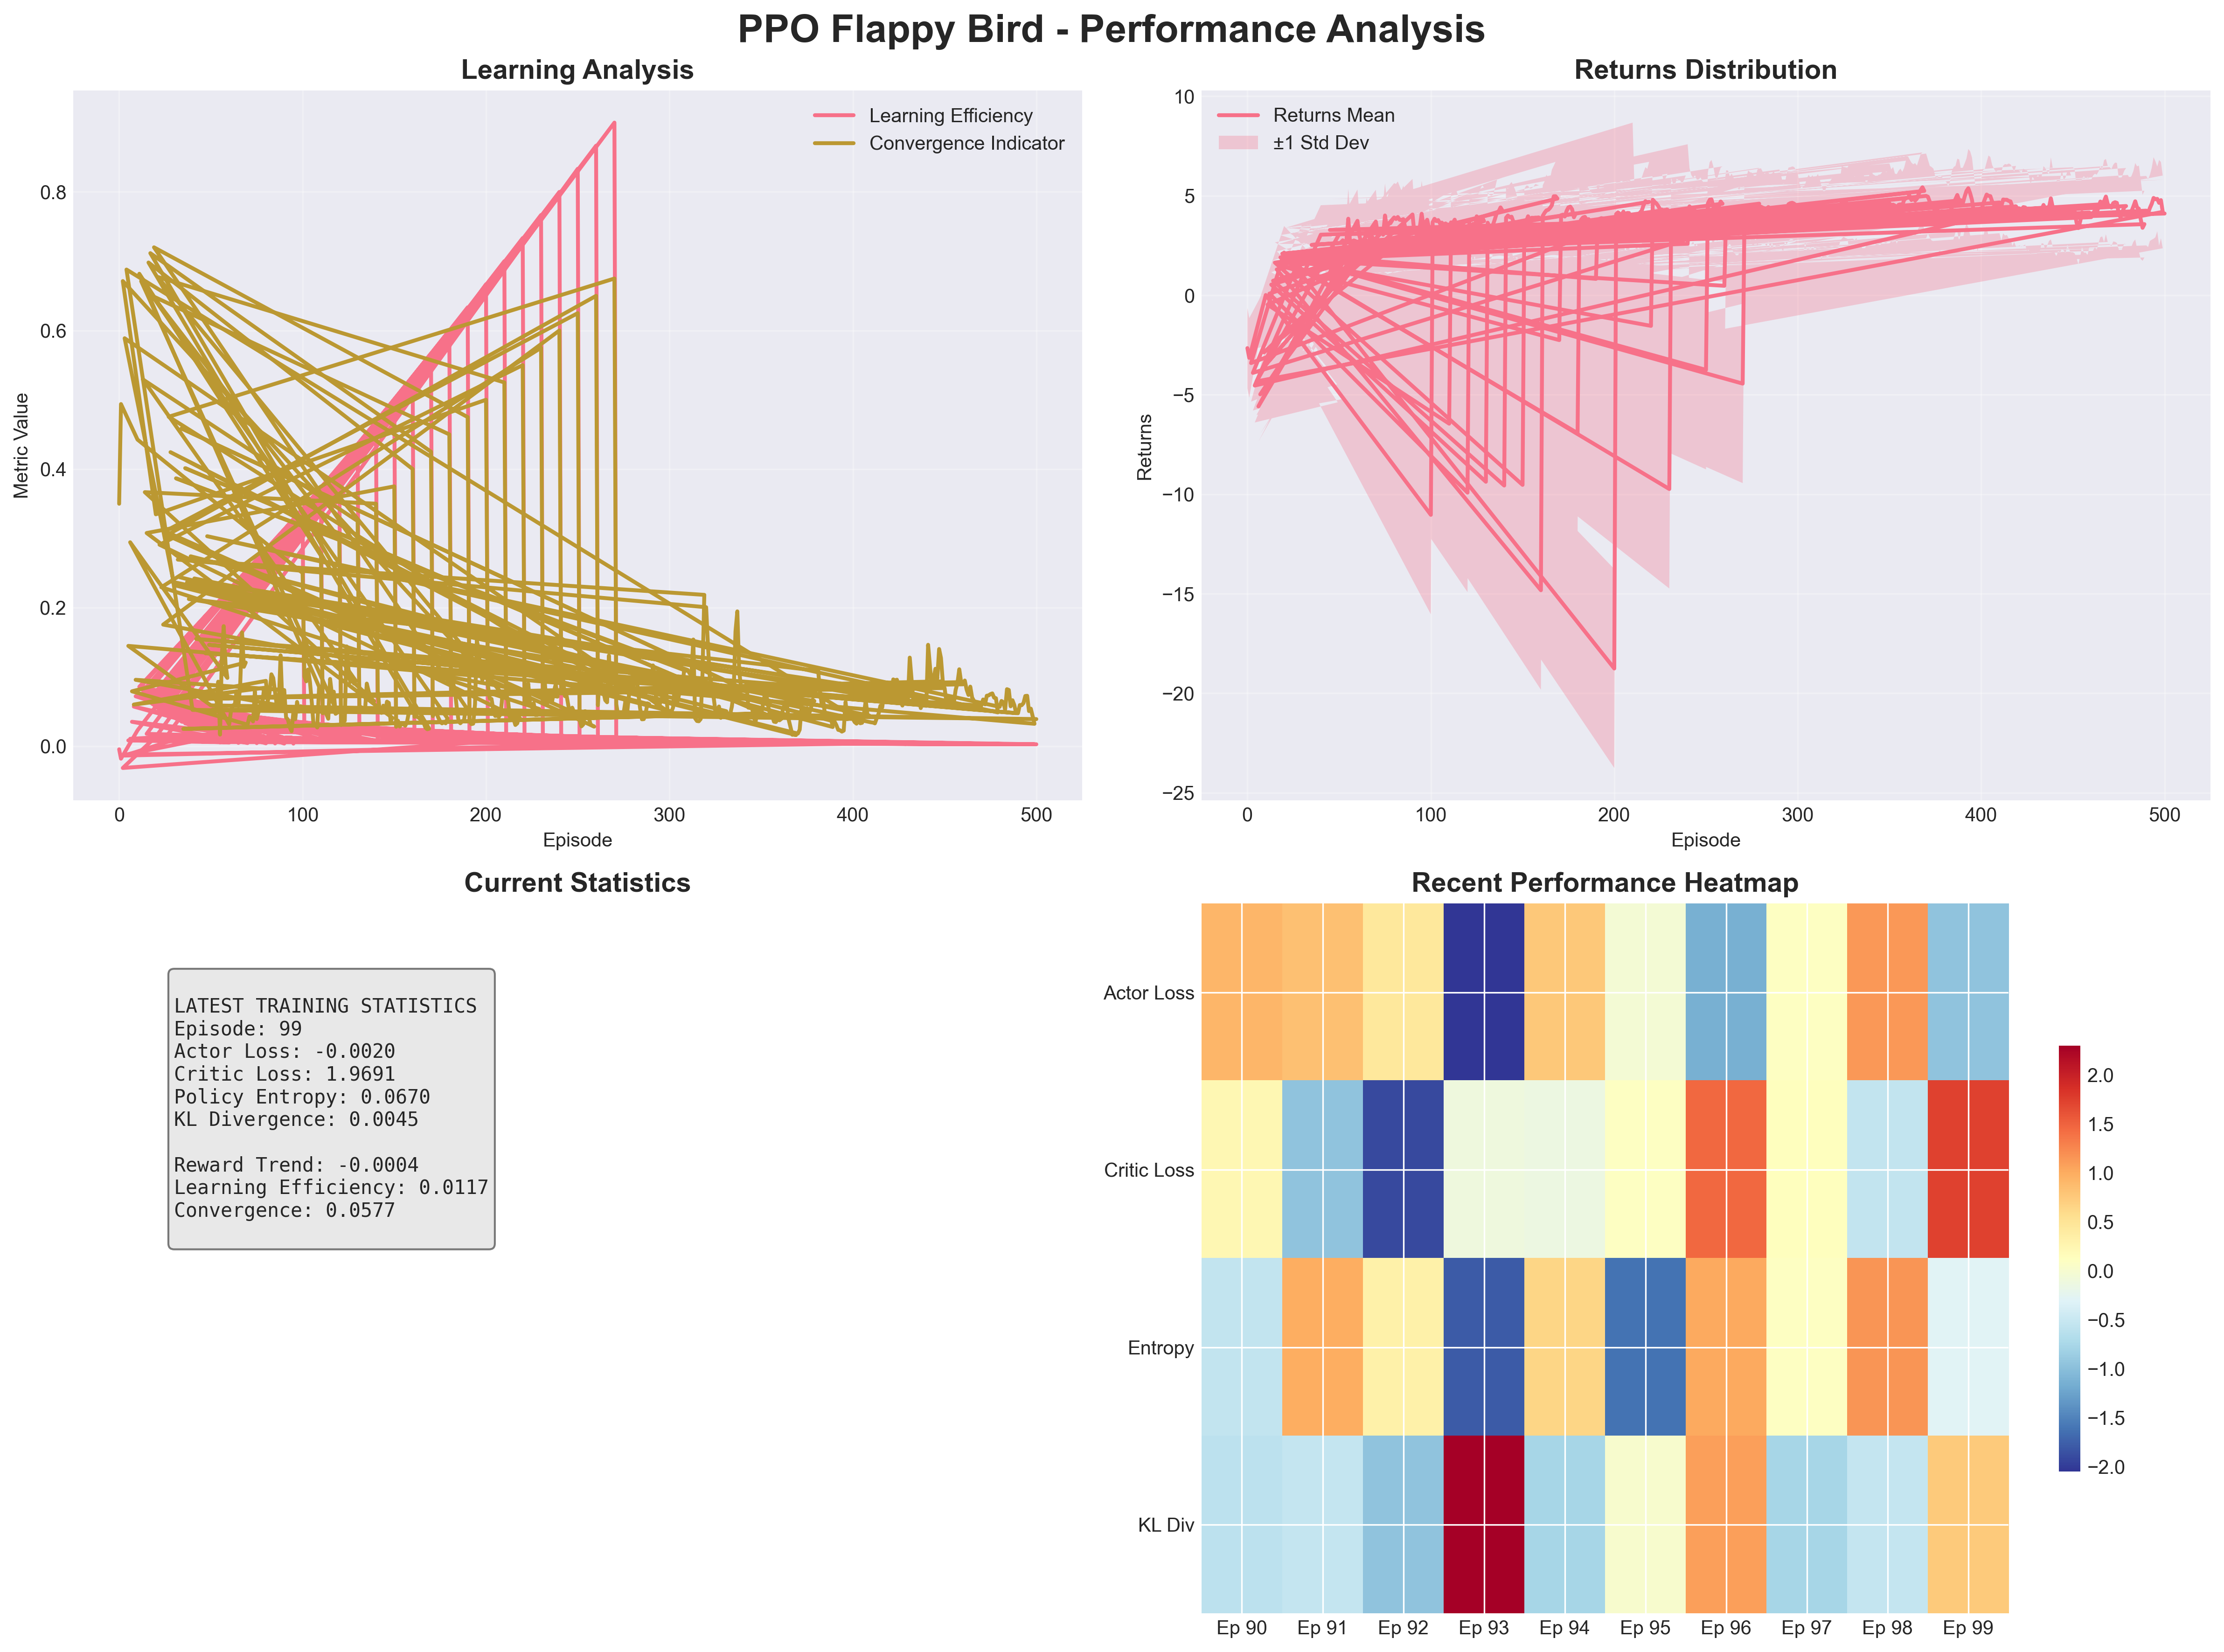 PPO Flappy Bird - Performance Analysis
Learning Analysis
Learning Efficiency
Convergence Indicator
0.8
0.6
0.4
0.2
0.0
Metric Value
0
100
200
300
400
500
Episode
Returns Distribution
Returns Mean
±1 Std Dev
10
5
0
−5
−10
−15
−20
−25
Returns
0
100
200
300
400
500
Episode
Current Statistics
LATEST TRAINING STATISTICS
Episode: 99
Actor Loss: -0.0020
Critic Loss: 1.9691
Policy Entropy: 0.0670
KL Divergence: 0.0045
Reward Trend: -0.0004
Learning Efficiency: 0.0117
Convergence: 0.0577
Recent Performance Heatmap
Actor Loss
Critic Loss
Entropy
KL Div
Ep 90
Ep 91
Ep 92
Ep 93
Ep 94
Ep 95
Ep 96
Ep 97
Ep 98
Ep 99
2.0
1.5
1.0
0.5
0.0
−0.5
−1.0
−1.5
−2.0